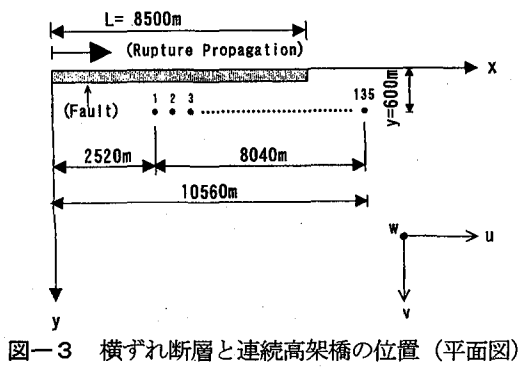 L= 8500m
(Rupture Propagation)
x
(Fault)
1 2 3
135
y=600m
2520m
8040m
10560m
w
u
v
y
図－3 横ずれ断層と連続高架橋の位置（平面図）